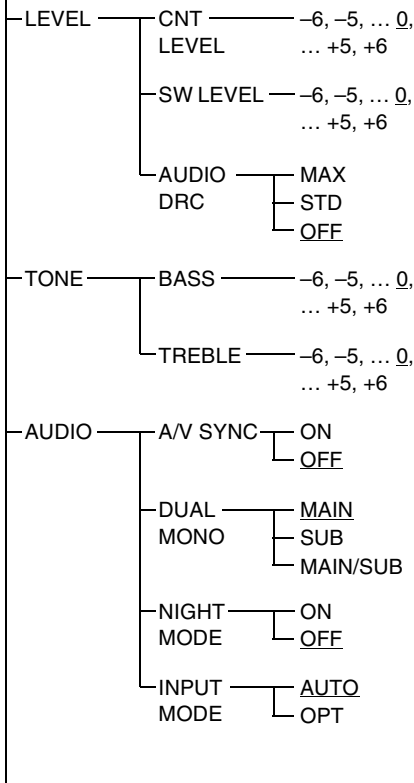 LEVEL CNT –6, –5, … 0,
LEVEL … +5, +6
SW LEVEL –6, –5, … 0,
… +5, +6
AUDIO MAX
DRC STD
OFF
TONE BASS –6, –5, … 0,
… +5, +6
TREBLE –6, –5, … 0,
… +5, +6
AUDIO A/V SYNC ON
OFF
DUAL MAIN
MONO SUB
MAIN/SUB
NIGHT ON
MODE OFF
INPUT AUTO
MODE OPT